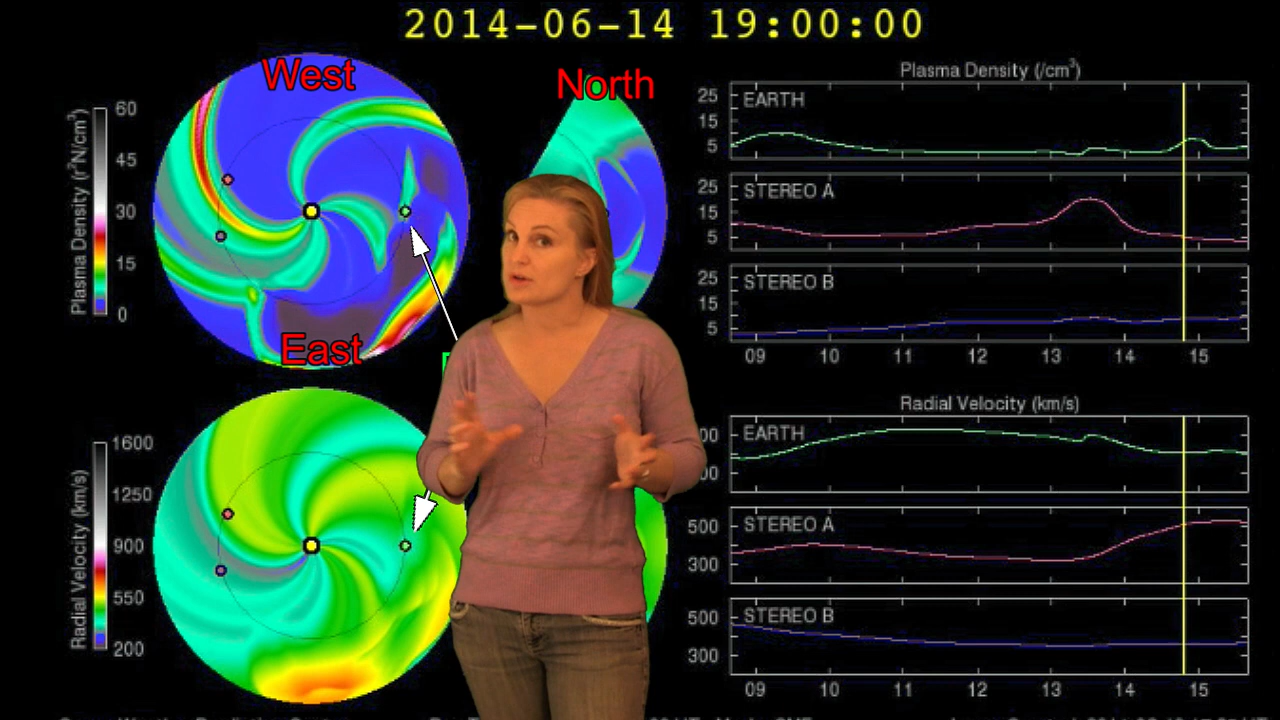 2014-06-14 19:00:00
West
North
East
Plasma Density (r²N/cm³)
60
45
30
15
0
Radial Velocity (km/s)
1600
1250
900
550
200
Plasma Density (/cm³)
EARTH
25
15
5
STEREO A
25
15
5
STEREO B
25
15
5
09 10 11 12 13 14 15
Radial Velocity (km/s)
EARTH
STEREO A
500
300
STEREO B
500
300
09 10 11 12 13 14 15